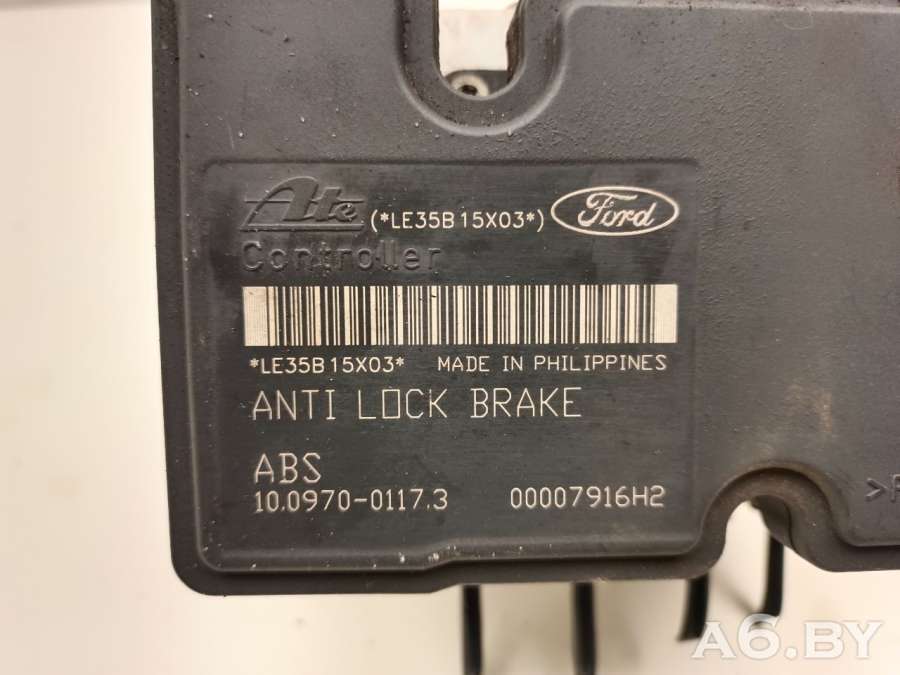 Ate (*LE35B15X03*) Ford
Controller
*LE35B15X03* MADE IN PHILIPPINES
ANTI LOCK BRAKE
ABS
10.0970-0117.3 00007916H2
A6.BY